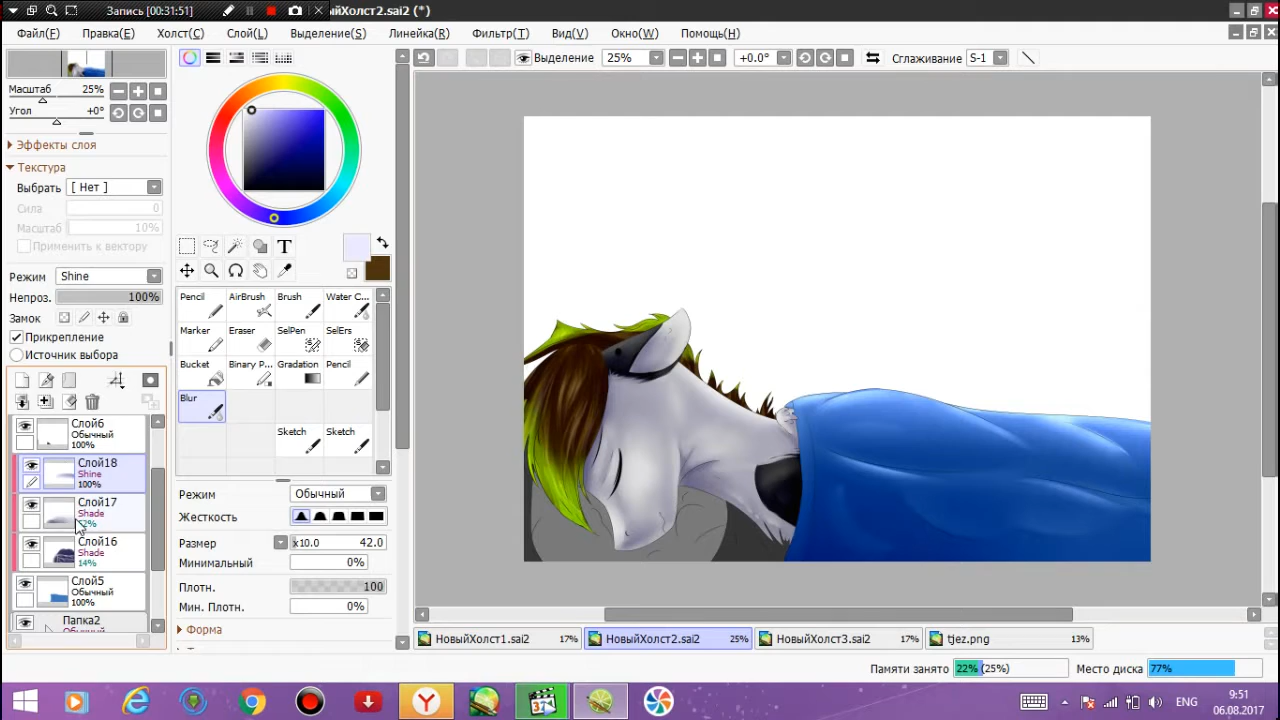 Запись [00:31:51]
ыйХолст2.sai2 (*)
Файл(F) Правка(E) Холст(C) Слой(L) Выделение(S) Линейка(R) Фильтр(T) Вид(V) Окно(W) Помощь(H)
Выделение 25% +0.0° Сглаживание S-1
Масштаб 25%
Угол +0°
Эффекты слоя
Текстура
Выбрать [ Нет ]
Сила 0
Масштаб 10%
Применить к вектору
Режим Shine
Непроз. 100%
Замок
Прикрепление
Источник выбора
Слой6
Обычный
100%
Слой18
Shine
100%
Слой17
Shade
Слой16
Shade
14%
Слой5
Обычный
100%
Папка2
T
Pencil AirBrush Brush Water C...
Marker Eraser SelPen SelErs
Bucket Binary P... Gradation Pencil
Blur
Sketch Sketch
Режим Обычный
Жесткость
Размер x10.0 42.0
Минимальный 0%
Плотн. 100
Мин. Плотн. 0%
Форма
НовыйХолст1.sai2 17% НовыйХолст2.sai2 25% НовыйХолст3.sai2 17% tjez.png 13%
Памяти занято 22% (25%) Место диска 77%
ENG
9:51
06.08.2017